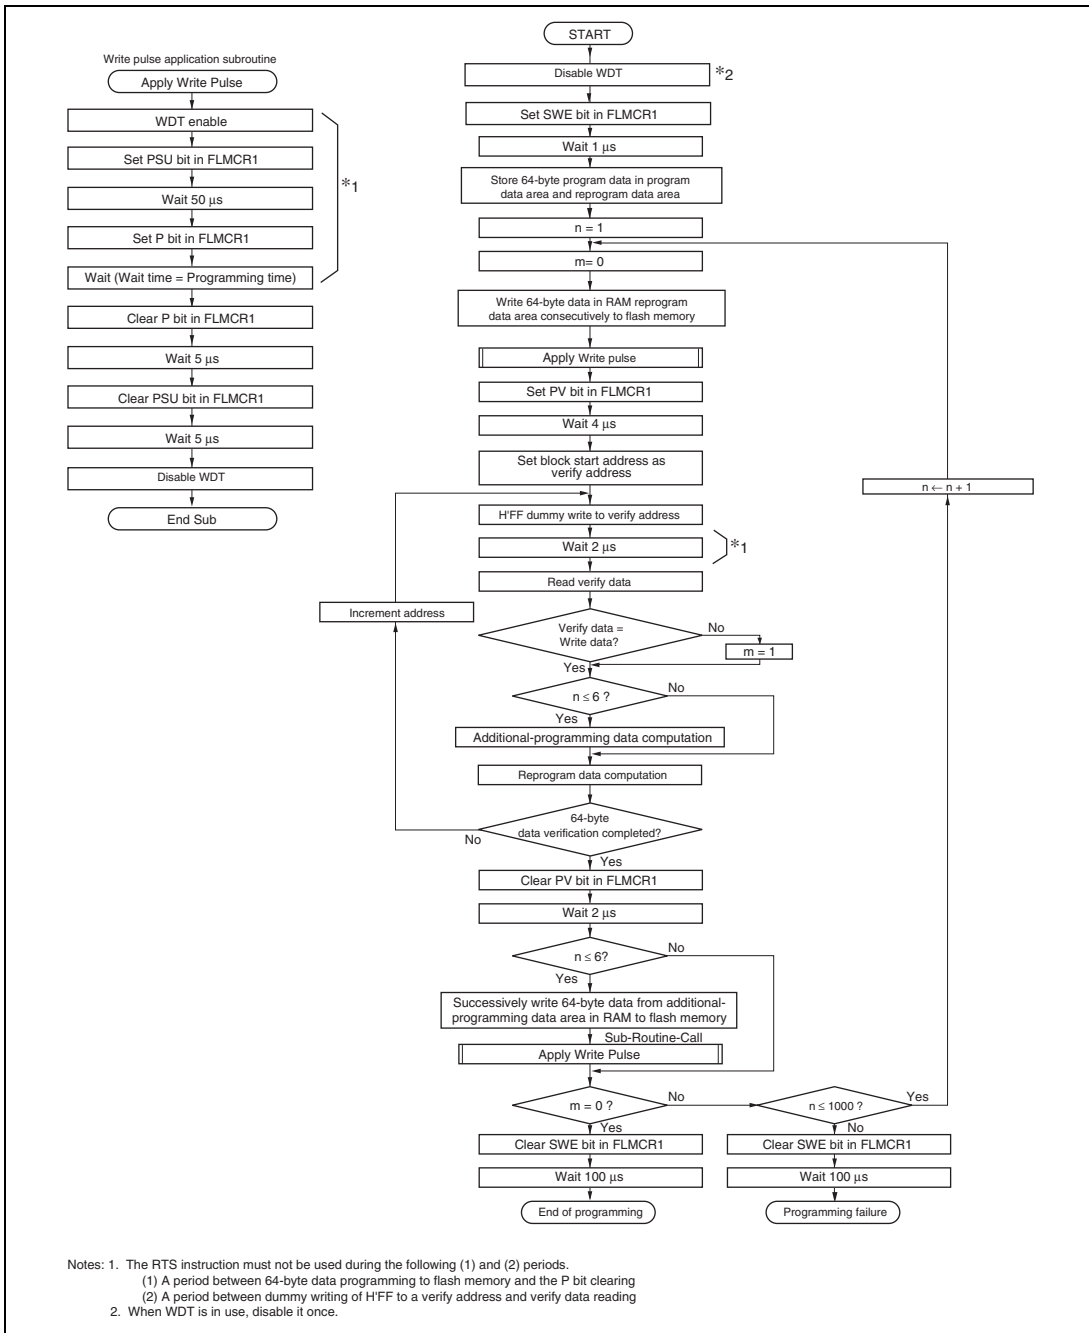 Write pulse application subroutine
Apply Write Pulse
WDT enable
Set PSU bit in FLMCR1
Wait 50 μs
Set P bit in FLMCR1
Wait (Wait time = Programming time)
*1
Clear P bit in FLMCR1
Wait 5 μs
Clear PSU bit in FLMCR1
Wait 5 μs
Disable WDT
End Sub
START
Disable WDT
*2
Set SWE bit in FLMCR1
Wait 1 μs
Store 64-byte program data in program
data area and reprogram data area
n = 1
m= 0
Write 64-byte data in RAM reprogram
data area consecutively to flash memory
Apply Write pulse
Set PV bit in FLMCR1
Wait 4 μs
Set block start address as
verify address
n ← n + 1
H'FF dummy write to verify address
Wait 2 μs
*1
Read verify data
Increment address
Verify data =
Write data?
No
m = 1
Yes
n ≤ 6 ?
No
Yes
Additional-programming data computation
Reprogram data computation
64-byte
data verification completed?
No
Yes
Clear PV bit in FLMCR1
Wait 2 μs
n ≤ 6?
No
Yes
Successively write 64-byte data from additional-
programming data area in RAM to flash memory
Sub-Routine-Call
Apply Write Pulse
m = 0 ?
No
n ≤ 1000 ?
Yes
Yes
No
Clear SWE bit in FLMCR1
Clear SWE bit in FLMCR1
Wait 100 μs
Wait 100 μs
End of programming
Programming failure
Notes: 1. The RTS instruction must not be used during the following (1) and (2) periods.
(1) A period between 64-byte data programming to flash memory and the P bit clearing
(2) A period between dummy writing of H'FF to a verify address and verify data reading
2. When WDT is in use, disable it once.